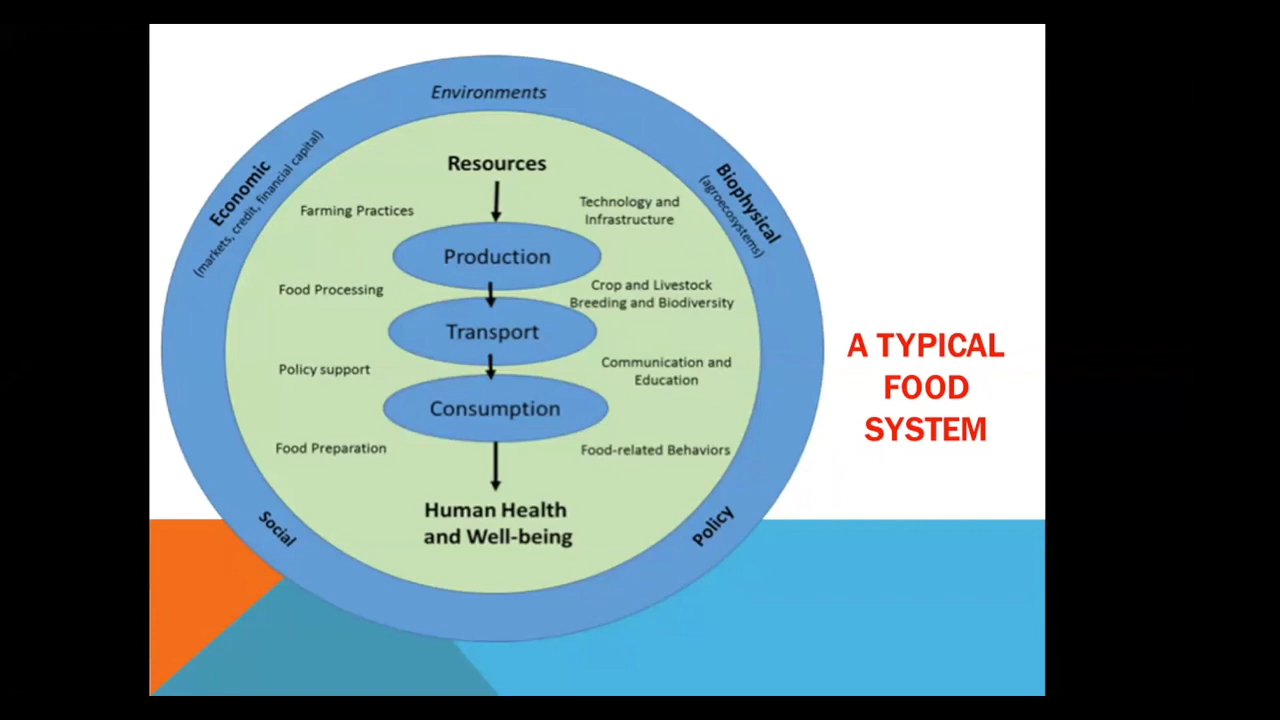 Environments
Economic
(markets, credit, financial capital)
Biophysical
(agroecosystems)
Resources
Farming Practices
Technology and
Infrastructure
Production
Food Processing
Crop and Livestock
Breeding and Biodiversity
Transport
Policy support
Communication and
Education
Consumption
Food Preparation
Food-related Behaviors
Human Health
and Well-being
Social
Policy
A TYPICAL
FOOD
SYSTEM